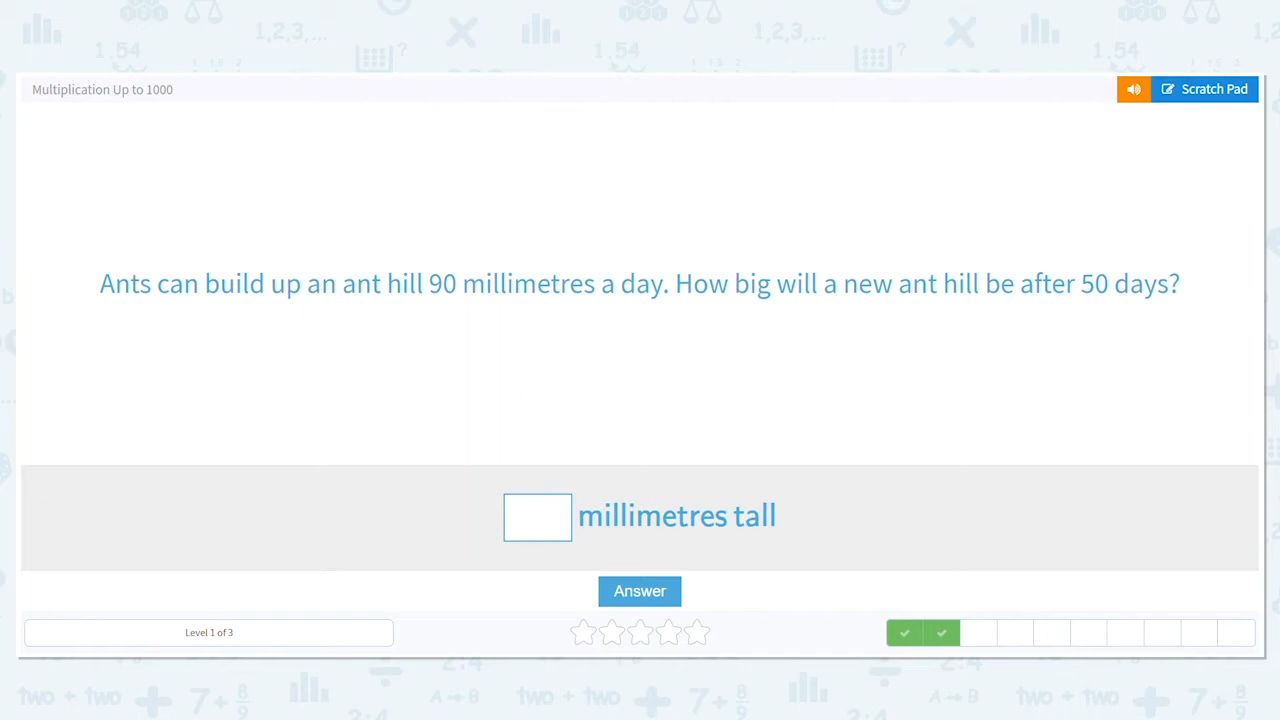 Multiplication Up to 1000
Scratch Pad
Ants can build up an ant hill 90 millimetres a day. How big will a new ant hill be after 50 days?
millimetres tall
Answer
Level 1 of 3